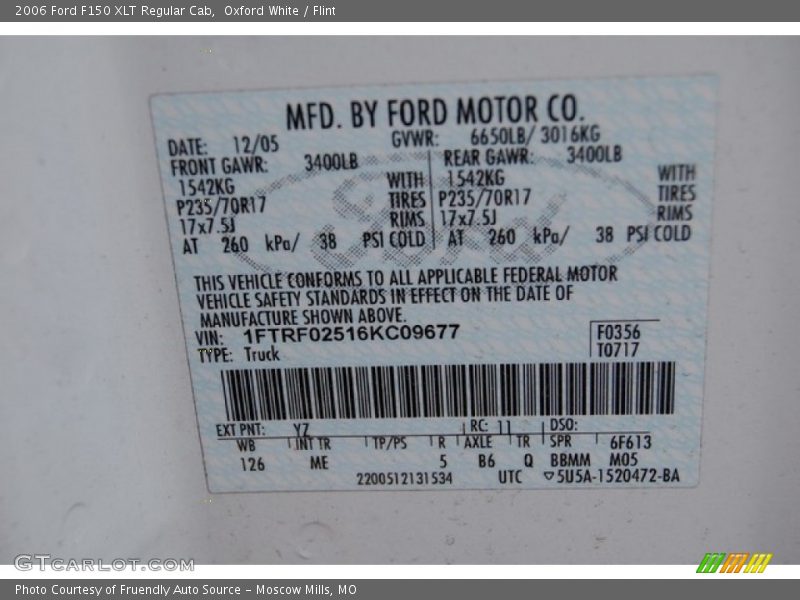 2006 Ford F150 XLT Regular Cab,  Oxford White / Flint
MFD. BY FORD MOTOR CO.
DATE: 12/05 GVWR: 6650LB/ 3016KG
FRONT GAWR: 3400LB REAR GAWR: 3400LB
1542KG WITH 1542KG WITH
P235/70R17 TIRES P235/70R17 TIRES
17x7.5J RIMS 17x7.5J RIMS
AT 260 kPa/ 38 PSI COLD AT 260 kPa/ 38 PSI COLD
Ford
THIS VEHICLE CONFORMS TO ALL APPLICABLE FEDERAL MOTOR
VEHICLE SAFETY STANDARDS IN EFFECT ON THE DATE OF
MANUFACTURE SHOWN ABOVE.
VIN: 1FTRF02516KC09677 F0356
TYPE: Truck T0717
EXT PNT: YZ RC: 11 DSO:
WB INT TR TP/PS R AXLE TR SPR 6F613
126 ME 5 B6 Q BBMM M05
2200512131534 UTC ▽5U5A-1520472-BA
GTCARLOT.COM
Photo Courtesy of Fruendly Auto Source – Moscow Mills, MO